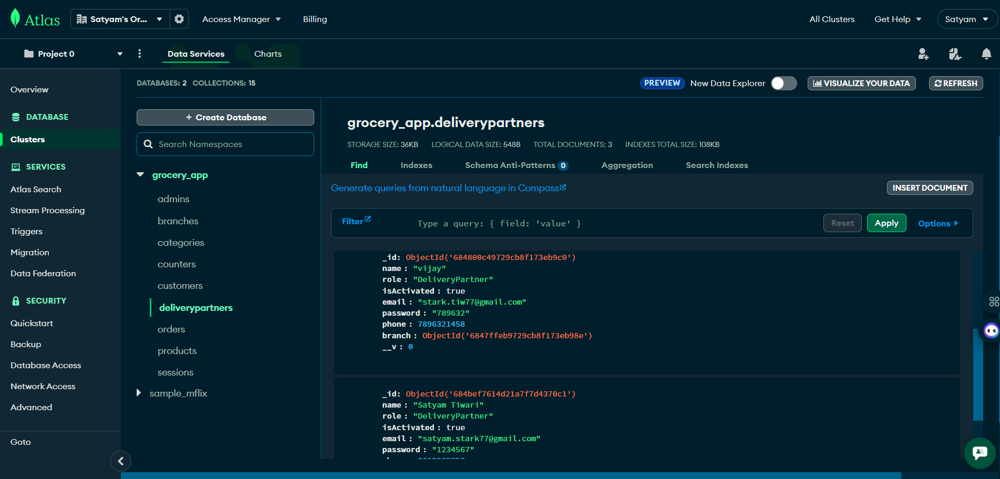 Atlas
Satyam's Or...
Access Manager
Billing
All Clusters
Get Help
Satyam
Project 0
Data Services
Charts
Overview
DATABASE
Clusters
SERVICES
Atlas Search
Stream Processing
Triggers
Migration
Data Federation
SECURITY
Quickstart
Backup
Database Access
Network Access
Advanced
Goto
DATABASES: 2 COLLECTIONS: 15
PREVIEW New Data Explorer
VISUALIZE YOUR DATA
REFRESH
+ Create Database
Search Namespaces
grocery_app
admins
branches
categories
counters
customers
deliverypartners
orders
products
sessions
sample_mflix
grocery_app.deliverypartners
STORAGE SIZE: 36KB LOGICAL DATA SIZE: 548B TOTAL DOCUMENTS: 3 INDEXES TOTAL SIZE: 108KB
Find Indexes Schema Anti-Patterns 0 Aggregation Search Indexes
Generate queries from natural language in Compass
INSERT DOCUMENT
Filter
Type a query: { field: 'value' }
Reset
Apply
Options
_id: ObjectId('684800c49729cb8f173eb9c0')
name : "vijay"
role : "DeliveryPartner"
isActivated : true
email : "stark.tiw77@gmail.com"
password : "789632"
phone : 7896321458
branch : ObjectId('6847ffeb9729cb8f173eb98e')
__v : 0
_id: ObjectId('684bef7614d21a7f7d4370c1')
name : "Satyam Tiwari"
role : "DeliveryPartner"
isActivated : true
email : "satyam.stark77@gmail.com"
password : "1234567"